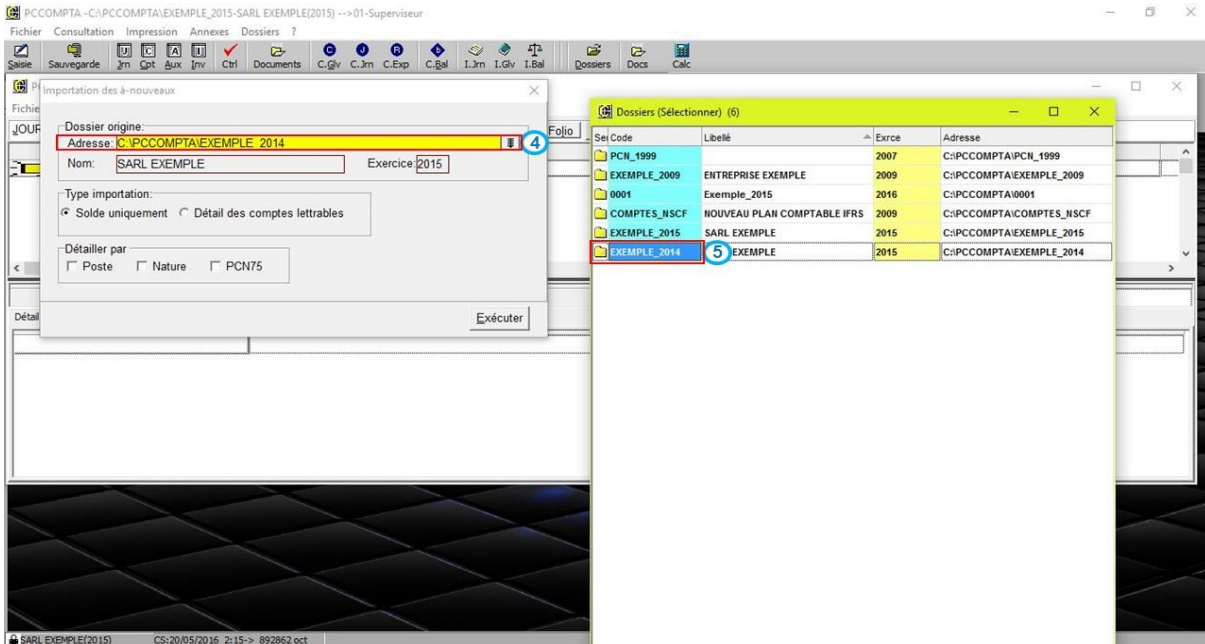 PCCOMPTA -C:\PCCOMPTA\EXEMPLE_2015-SARL EXEMPLE(2015) -->01-Superviseur
Fichier Consultation Impression Annexes Dossiers ?
J C A I
C J R
Saisie Sauvegarde Jrn Cpt Aux Inv Ctrl Documents C.Glv C.Jrn C.Exp C.Bal I.Jrn I.Glv I.Bal Dossiers Docs Calc
Importation des à-nouveaux
Fichie
JOUR
Folio
Détail
Dossier origine:
Adresse: C:\PCCOMPTA\EXEMPLE_2014
4
Nom: SARL EXEMPLE Exercice: 2015
Type importation:
Solde uniquement Détail des comptes lettrables
Détailler par
Poste Nature PCN75
Exécuter
Dossiers (Sélectionner) (6)
Sel Code Libellé Exrce Adresse
PCN_1999 2007 C:\PCCOMPTA\PCN_1999
EXEMPLE_2009 ENTREPRISE EXEMPLE 2009 C:\PCCOMPTA\EXEMPLE_2009
0001 Exemple_2015 2016 C:\PCCOMPTA\0001
COMPTES_NSCF NOUVEAU PLAN COMPTABLE IFRS 2009 C:\PCCOMPTA\COMPTES_NSCF
EXEMPLE_2015 SARL EXEMPLE 2015 C:\PCCOMPTA\EXEMPLE_2015
EXEMPLE_2014 5 EXEMPLE 2015 C:\PCCOMPTA\EXEMPLE_2014
SARL EXEMPLE(2015) CS:20/05/2016 2:15-> 892862 oct